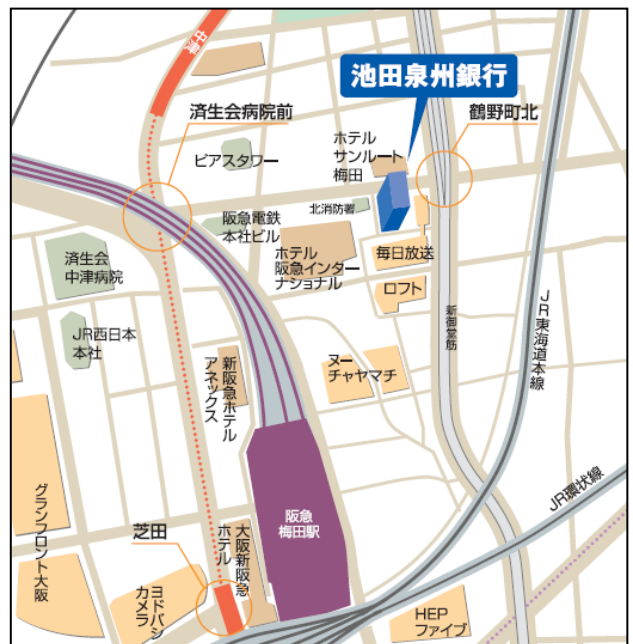 中津
池田泉州銀行
済生会病院前
鶴野町北
ピアスタワー
ホテル
サンルート
梅田
北消防署
阪急電鉄
本社ビル
済生会
中津病院
ホテル
阪急インター
ナショナル
毎日放送
ロフト
新御堂筋
JR東海道本線
JR西日本
本社
新阪急ホテル
アネックス
ヌー
チャヤマチ
JR環状線
グランフロント大阪
阪急
梅田駅
芝田
大阪新阪急
ホテル
ヨドバシ
カメラ
HEP
ファイブ